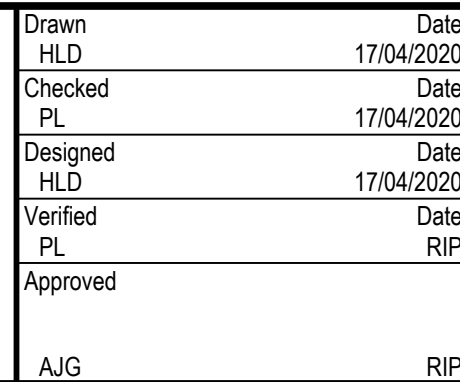 Drawn Date
HLD 17/04/2020
Checked Date
PL 17/04/2020
Designed Date
HLD 17/04/2020
Verified Date
PL RIP
Approved
AJG RIP